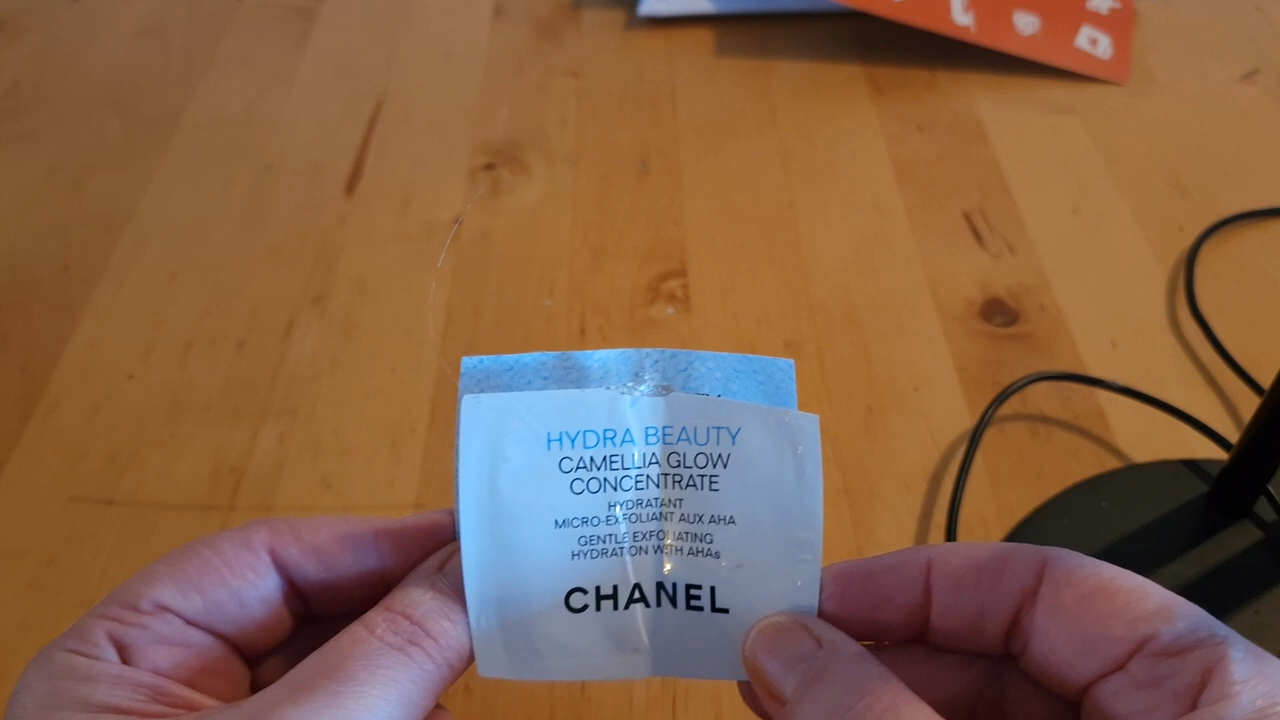 HYDRA BEAUTY
CAMELLIA GLOW
CONCENTRATE
HYDRATANT
MICRO-EXFOLIANT AUX AHA
GENTLE EXFOLIATING
HYDRATION WITH AHAs
CHANEL